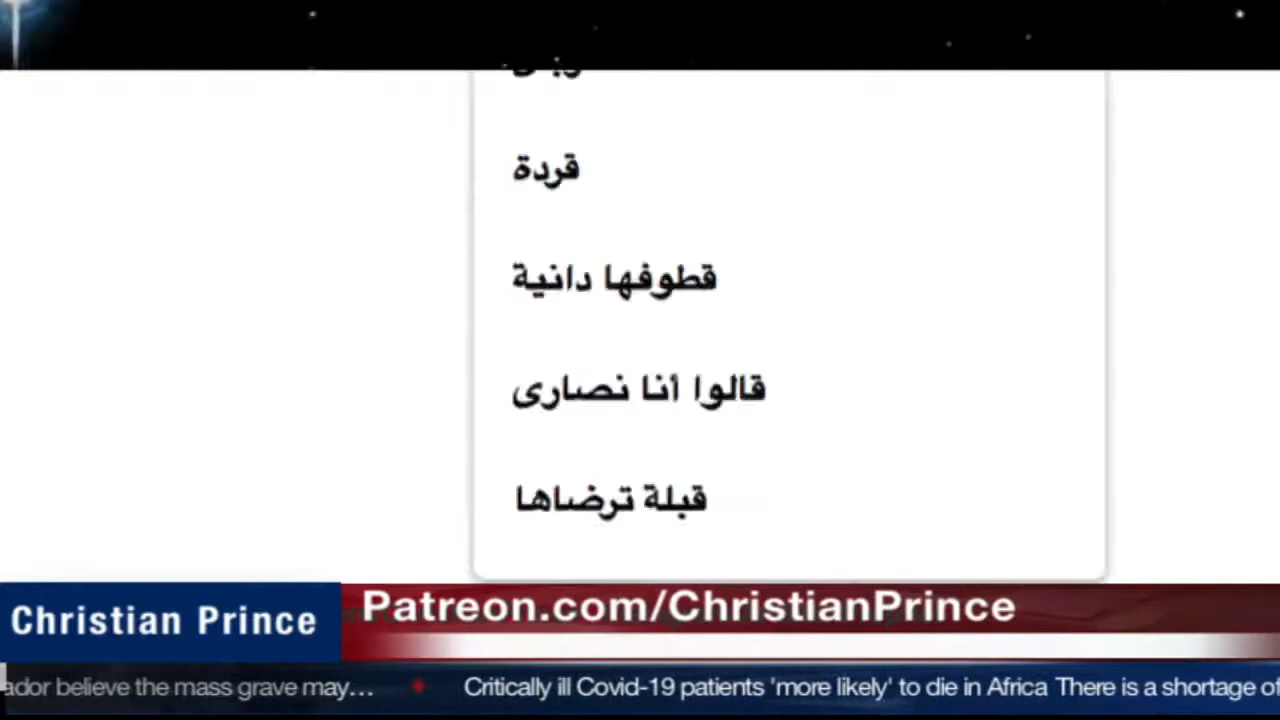 قردة
قطوفها دانية
قالوا أنا نصارى
قبلة ترضاها
Christian Prince
Patreon.com/ChristianPrince
ador believe the mass grave may... Critically ill Covid-19 patients 'more likely' to die in Africa There is a shortage of